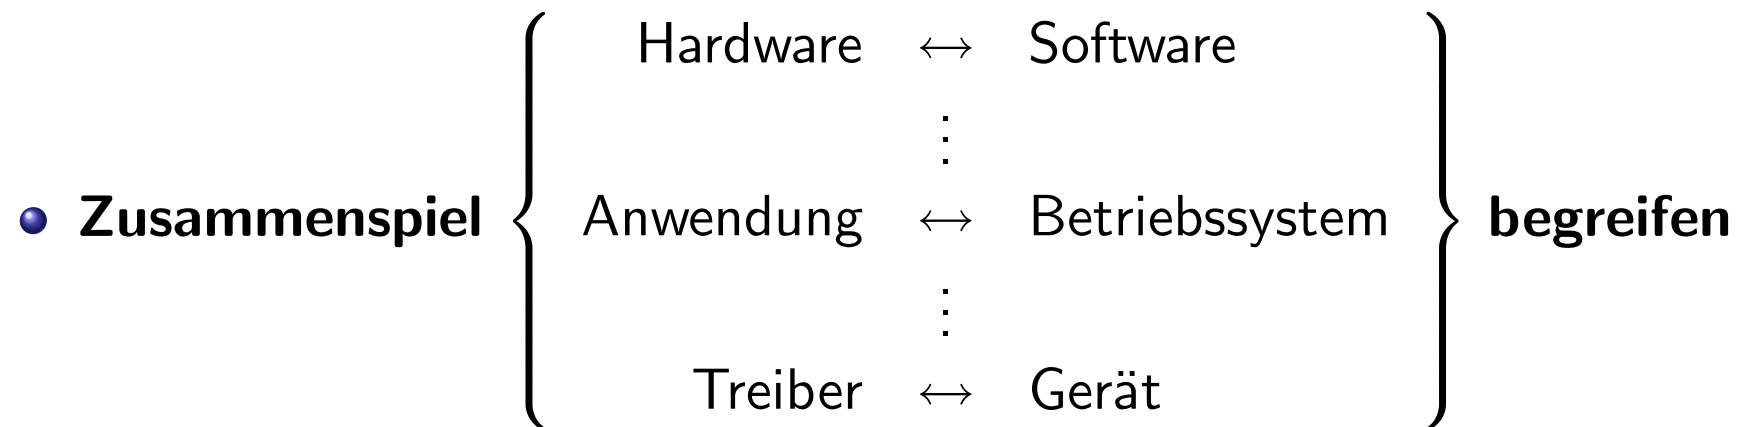 Hardware ↔ Software
⋮
Zusammenspiel { Anwendung ↔ Betriebssystem } begreifen
⋮
Treiber ↔ Gerät